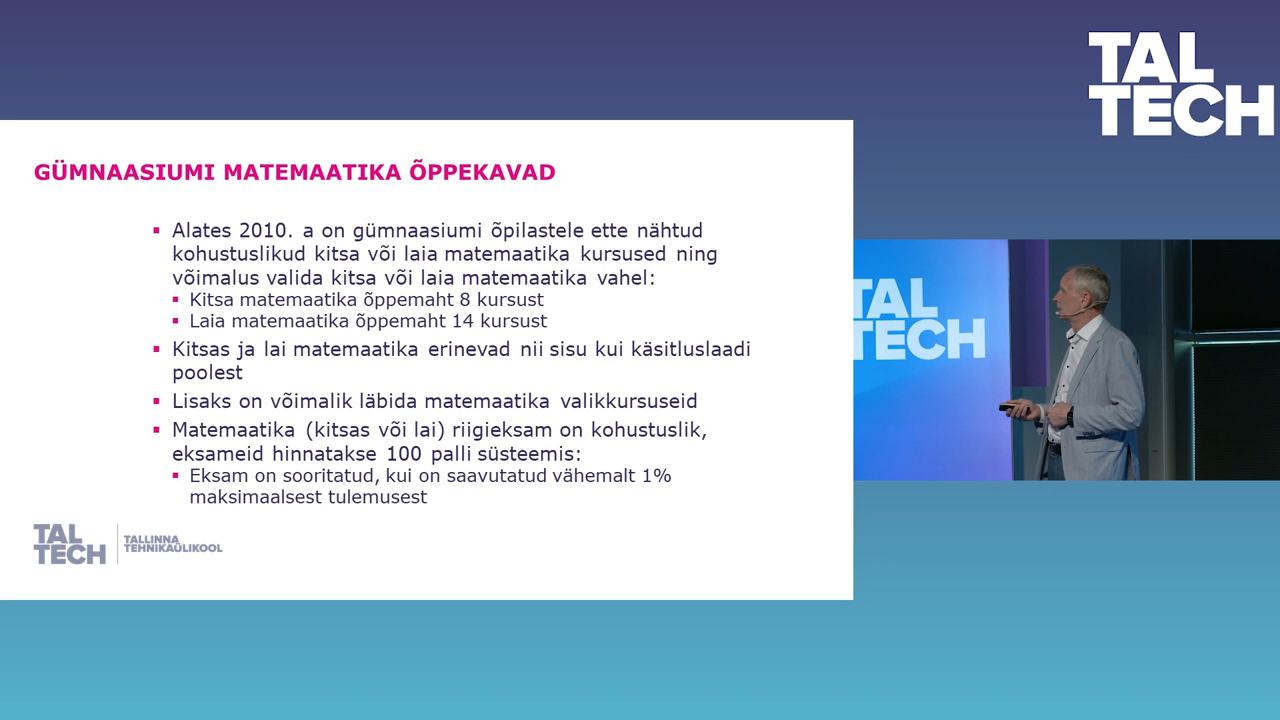 TAL
TECH
GÜMNAASIUMI MATEMAATIKA ÕPPEKAVAD
Alates 2010. a on gümnaasiumi õpilastele ette nähtud
kohustuslikud kitsa või laia matemaatika kursused ning
võimalus valida kitsa või laia matemaatika vahel:
Kitsa matemaatika õppemaht 8 kursust
Laia matemaatika õppemaht 14 kursust
Kitsas ja lai matemaatika erinevad nii sisu kui käsitluslaadi
poolest
Lisaks on võimalik läbida matemaatika valikkursuseid
Matemaatika (kitsas või lai) riigieksam on kohustuslik,
eksameid hinnatakse 100 palli süsteemis:
Eksam on sooritatud, kui on saavutatud vähemalt 1%
maksimaalsest tulemusest
TAL
TECH
TALLINNA
TEHNIKAÜLIKOOL
TAL
TECH